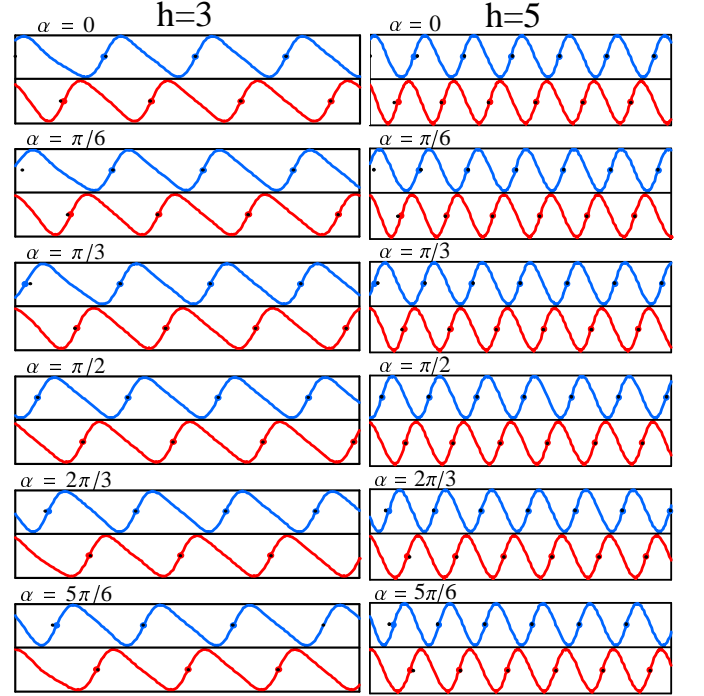 h=3 h=5
α = 0 α = 0
α = π/6 α = π/6
α = π/3 α = π/3
α = π/2 α = π/2
α = 2π/3 α = 2π/3
α = 5π/6 α = 5π/6